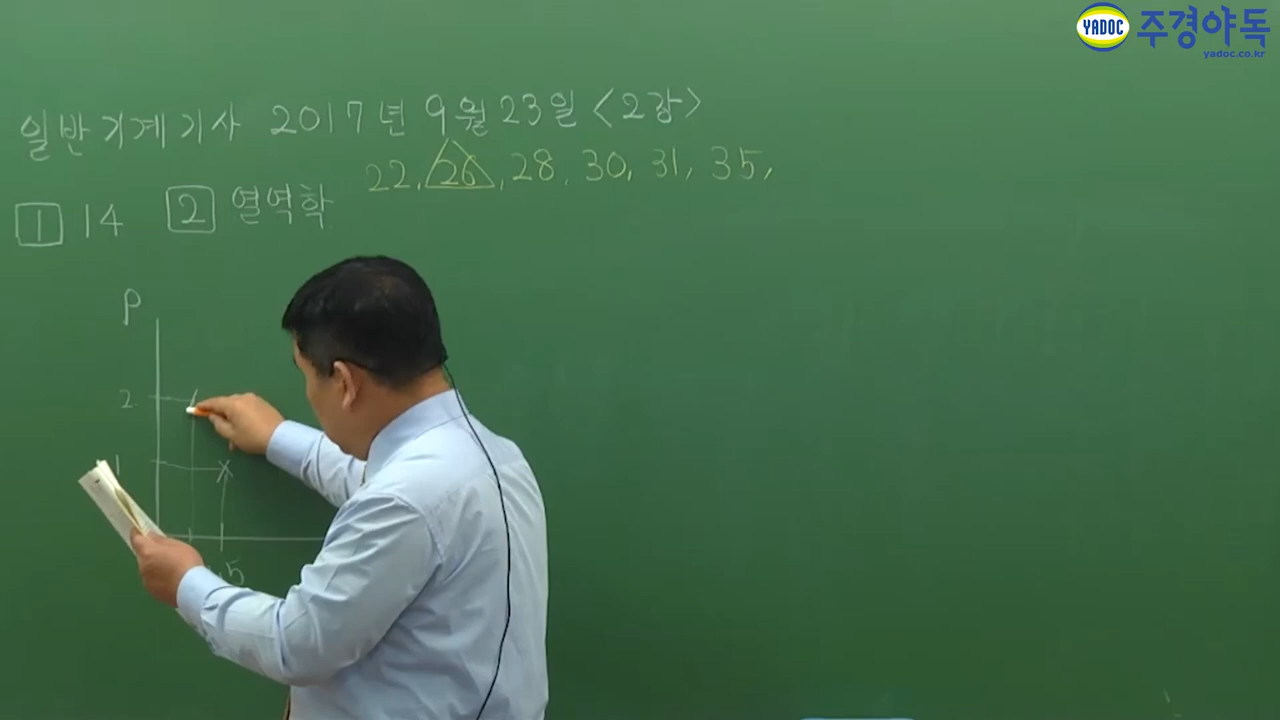 YADOC 주경야독
yadoc.co.kr
일반기계기사 2017년 9월 23일 <2강>
22, 26, 28, 30, 31, 35,
1 14 2 열역학
P
2
1
5